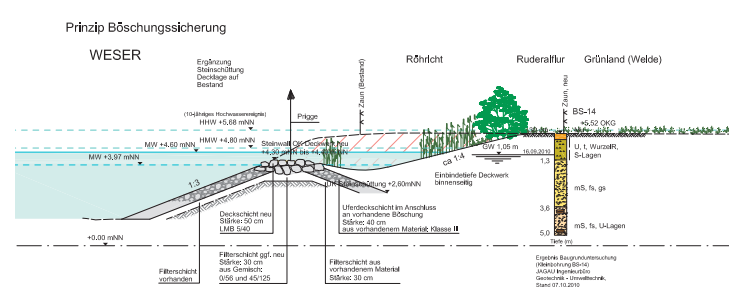 Prinzip Böschungssicherung
WESER
Röhricht
Ruderalflur
Grünland (Weide)
Ergänzung
Steinschüttung
Decklage auf
Bestand
Zaun (Bestand)
Zaun, neu
(10-jähriges Hochwasserereignis)
HHW +5,68 mNN
Prigge
BS-14
+5,52 OKG
MW +4,60 mNN
HMW +4,80 mNN
Steinwall OK Deckwerk neu
+4,30 mNN bis
MW +3,97 mNN
GW 1,05 m
16.09.2010
1,3
U, t, WurzelR,
S-Lagen
ca 1:4
Einbindetiefe Deckwerk
binnenseitig
1:3
+2,60mNN
mS, fs, gs
Deckschicht neu
Stärke: 50 cm
LMB 5/40
Uferdeckschicht im Anschluss
an vorhandene Böschung
Stärke: 40 cm
aus vorhandenem Material; Klasse III
3,6
mS, fs, U-Lagen
5,0
Tiefe (m)
+0.00 mNN
Filterschicht
vorhanden
Filterschicht ggf. neu
Stärke: 30 cm
aus Gemisch:
0/56 und 45/125
Filterschicht aus
vorhandenem Material
Stärke: 30 cm
Ergebnis Baugrunduntersuchung
(Kleinbohrung BS-14)
JAGAU Ingenieurbüro
Geotechnik - Umwelttechnik,
Stand 07.10.2010